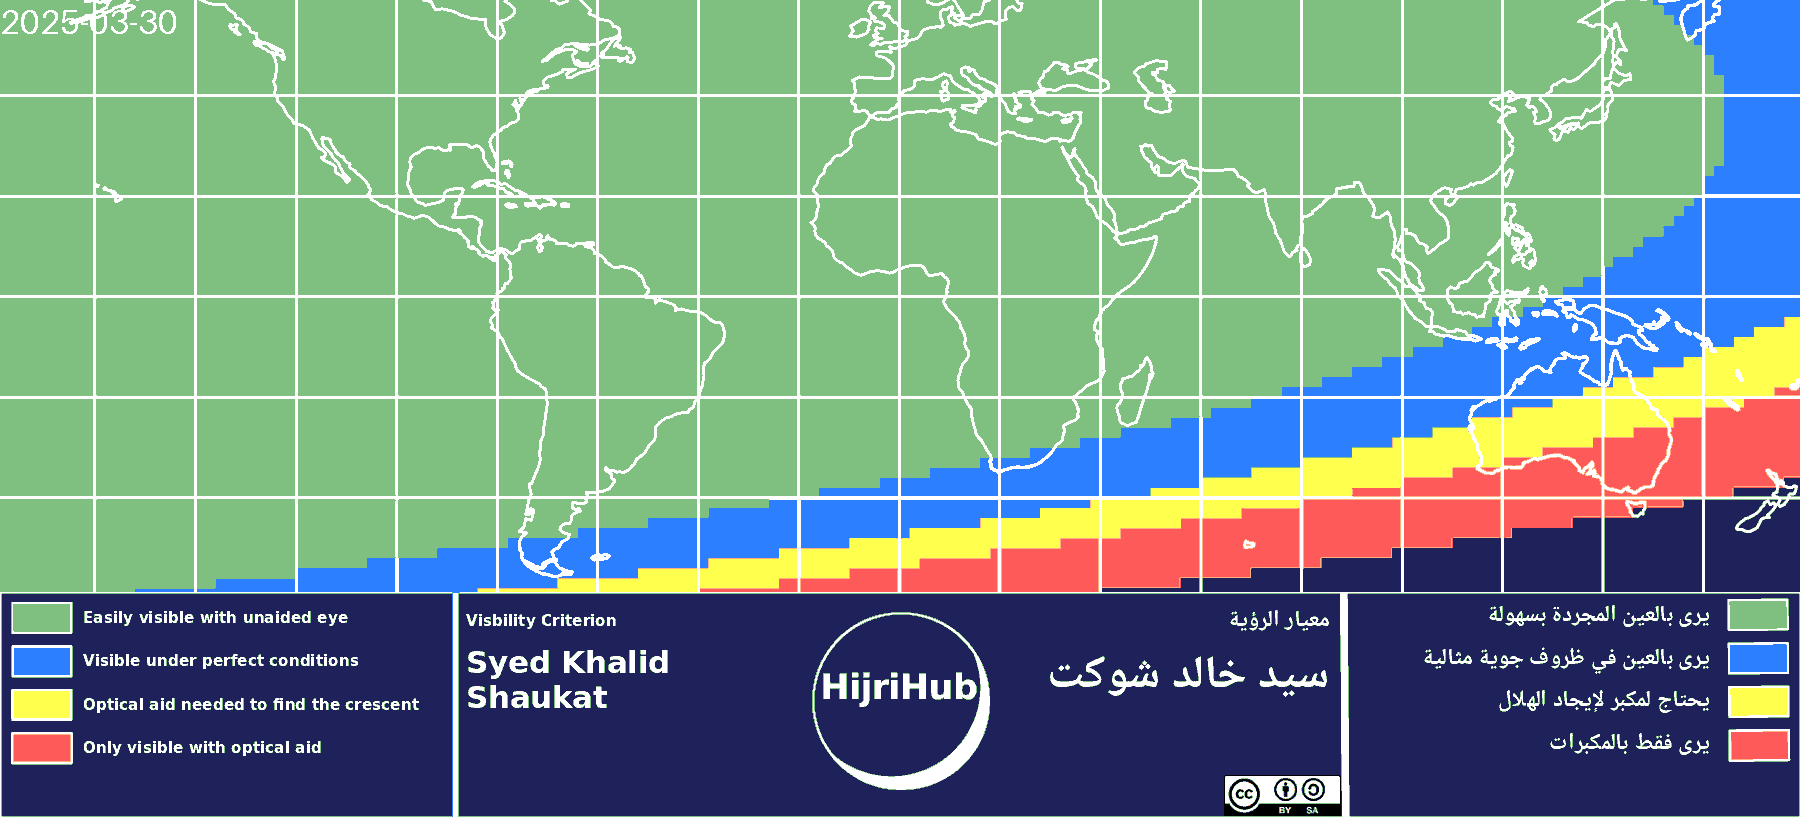 2025-03-30
Easily visible with unaided eye
Visible under perfect conditions
Optical aid needed to find the crescent
Only visible with optical aid
Visbility Criterion
Syed Khalid
Shaukat
HijriHub
معيار الرؤية
سيد خالد شوكت
cc
BY SA
يرى بالعين المجردة بسهولة
يرى بالعين في ظروف جوية مثالية
يحتاج لمكبر لإيجاد الهلال
يرى فقط بالمكبرات